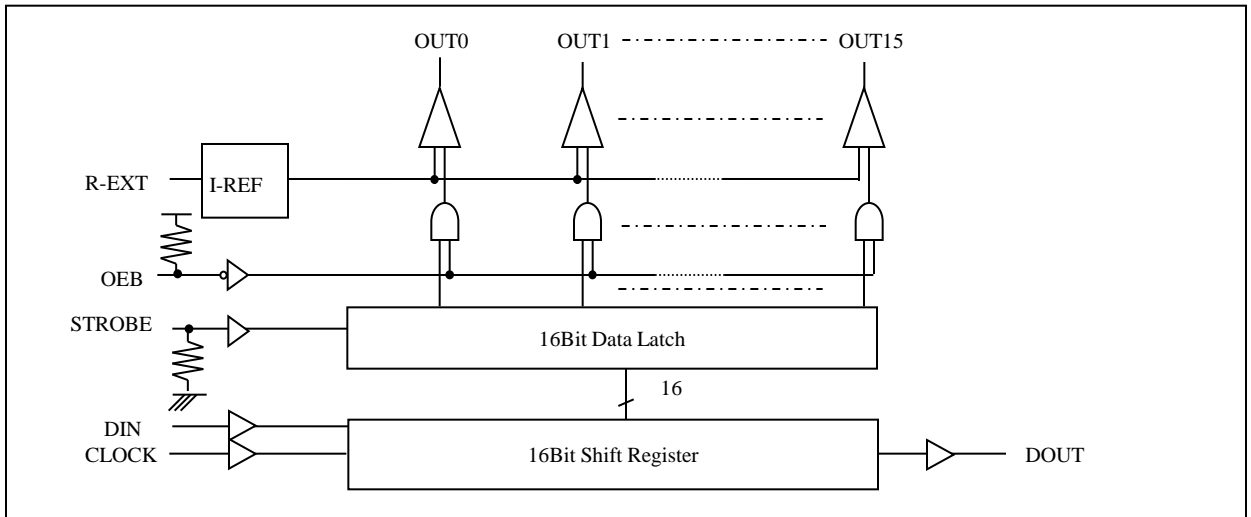 OUT0 OUT1 OUT15
R-EXT I-REF
OEB
STROBE
16Bit Data Latch
16
DIN
CLOCK
16Bit Shift Register
DOUT